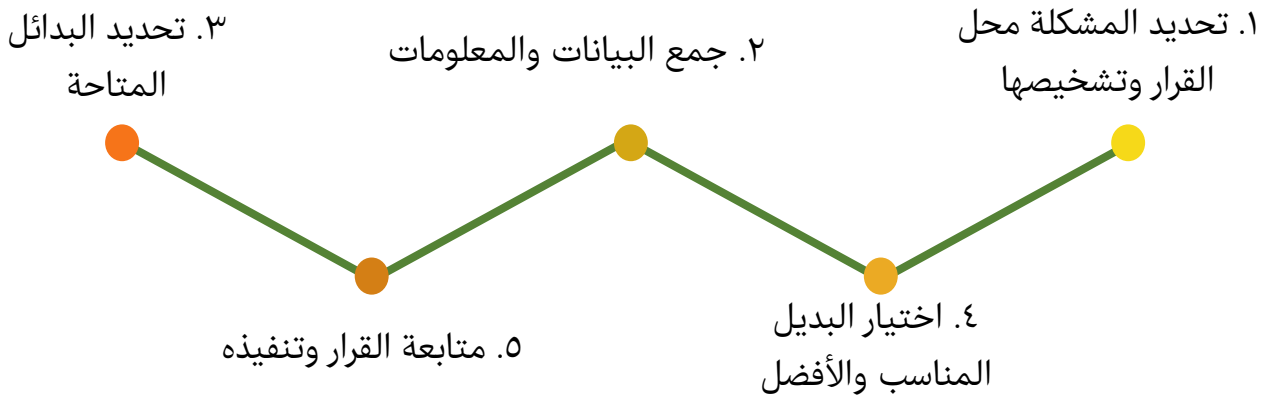 ١. تحديد المشكلة محل
القرار وتشخيصها
٢. جمع البيانات والمعلومات
٣. تحديد البدائل
المتاحة
٤. اختيار البديل
المناسب والأفضل
٥. متابعة القرار وتنفيذه